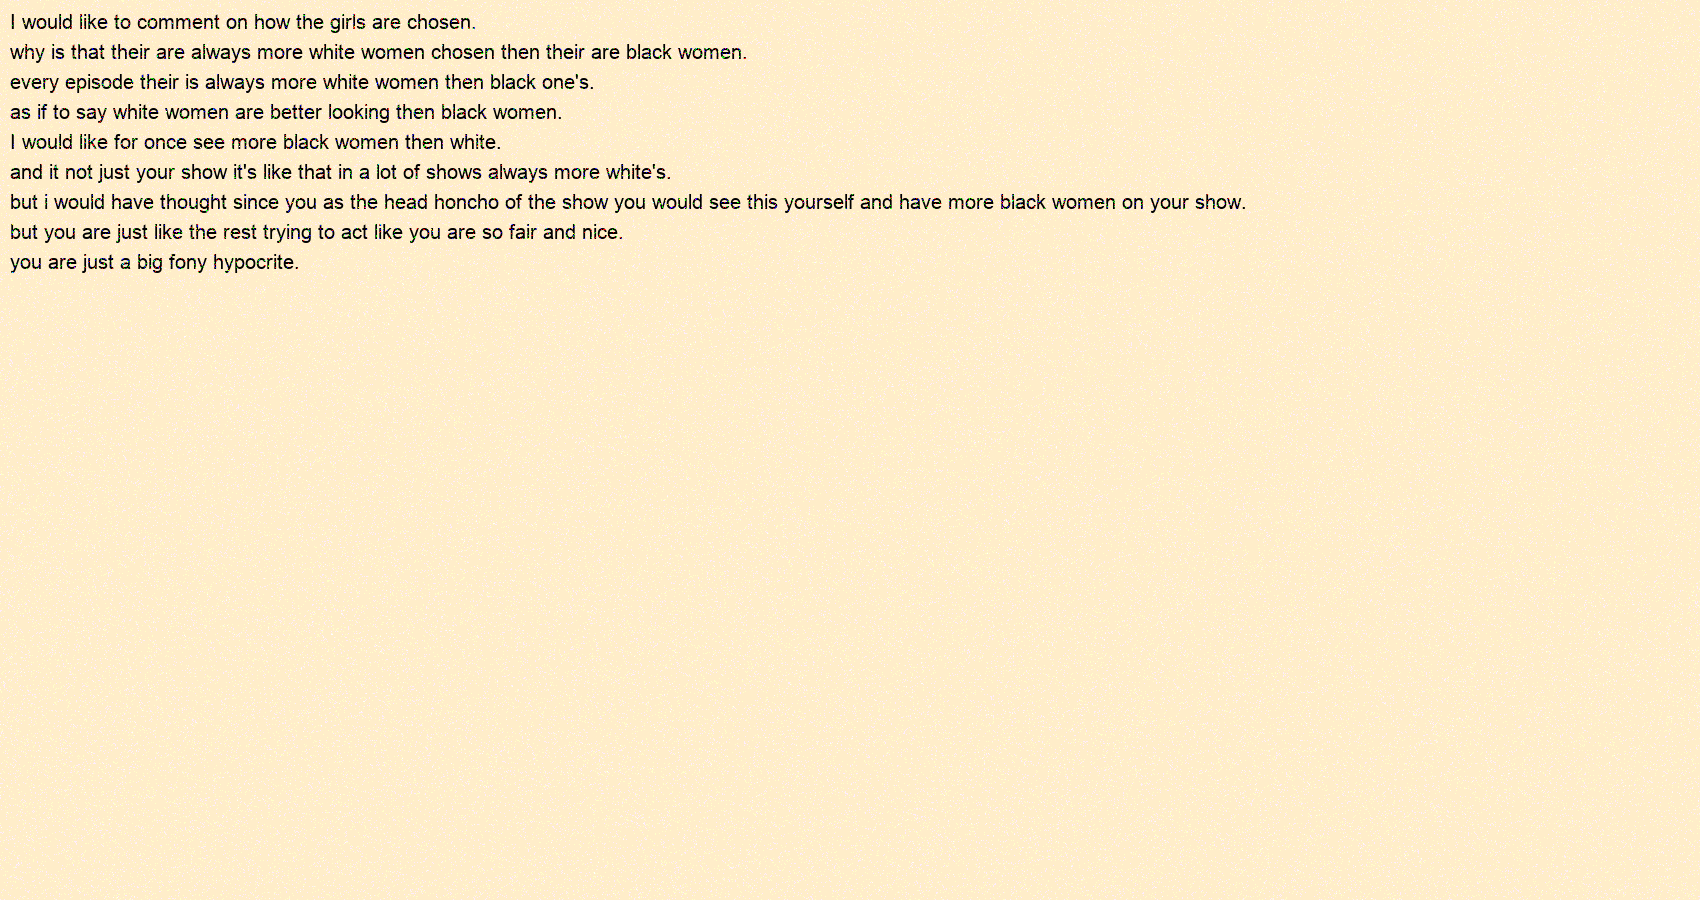 I would like to comment on how the girls are chosen.
why is that their are always more white women chosen then their are black women.
every episode their is always more white women then black one's.
as if to say white women are better looking then black women.
I would like for once see more black women then white.
and it not just your show it's like that in a lot of shows always more white's.
but i would have thought since you as the head honcho of the show you would see this yourself and have more black women on your show.
but you are just like the rest trying to act like you are so fair and nice.
you are just a big fony hypocrite.